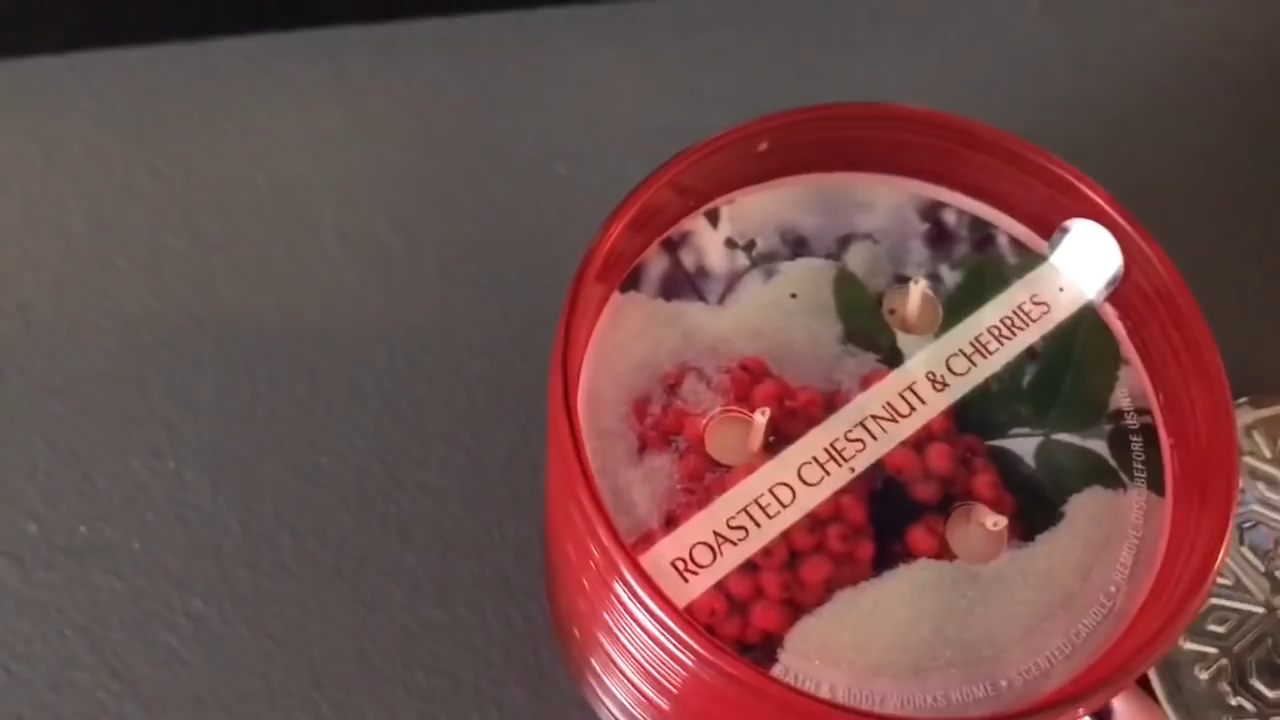 ROASTED CHESTNUT & CHERRIES
BATH & BODY WORKS HOME • SCENTED CANDLE • REMOVE DISC BEFORE USING